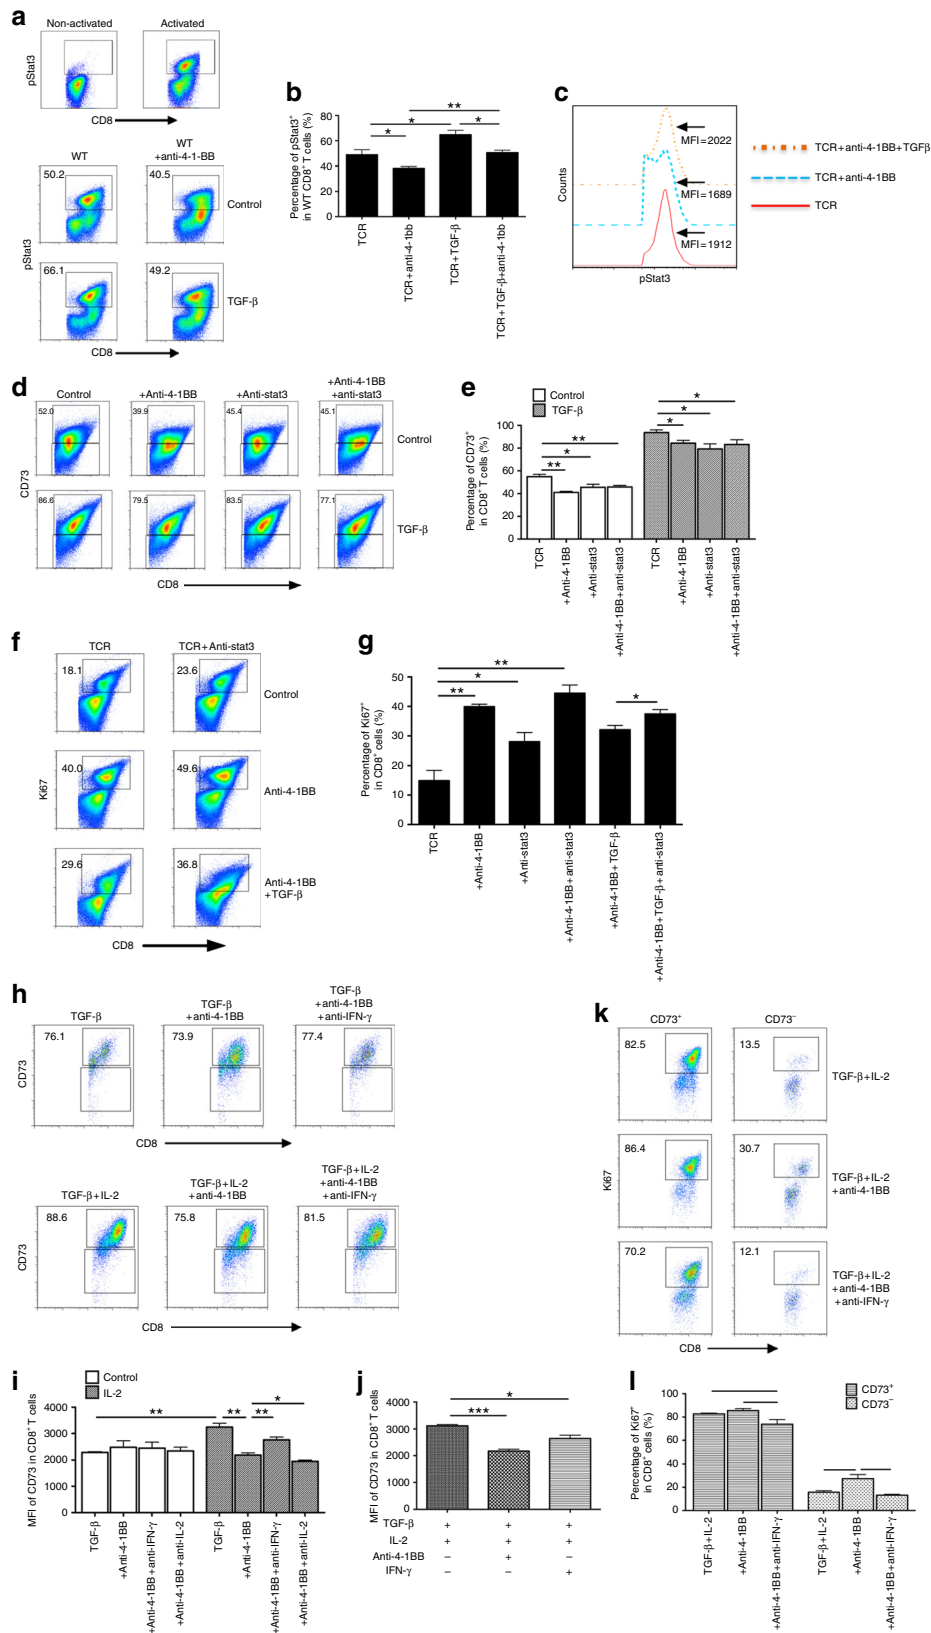 a
Non-activated
Activated
pStat3
CD8
WT
WT
+anti-4-1-BB
50.2
40.5
Control
pStat3
66.1
49.2
TGF-β
CD8
b
Percentage of pStat3+
in WT CD8+ T cells (%)
80
60
40
20
0
TCR
TCR+anti-4-1bb
TCR+TGF-β
TCR+TGF-β+anti-4-1bb
*
*
**
*
c
Counts
MFI=2022
MFI=1689
MFI=1912
pStat3
TCR+anti-4-1BB+TGFβ
TCR+anti-4-1BB
TCR
d
Control
+Anti-4-1BB
+Anti-stat3
+Anti-4-1BB
+anti-stat3
52.0
39.9
45.4
45.1
Control
CD73
86.6
79.5
83.5
77.1
TGF-β
CD8
e
Control
TGF-β
Percentage of CD73+
in CD8+ T cells (%)
100
80
60
40
20
0
**
*
**
*
*
*
TCR
+Anti-4-1BB
+Anti-stat3
+Anti-4-1BB+anti-stat3
TCR
+Anti-4-1BB
+Anti-stat3
+Anti-4-1BB+anti-stat3
f
TCR
TCR+Anti-stat3
18.1
23.6
Control
Ki67
40.0
49.6
Anti-4-1BB
29.6
36.8
Anti-4-1BB
+TGF-β
CD8
g
Percentage of Ki67+
in CD8+ cells (%)
50
40
30
20
10
0
**
*
**
*
TCR
+Anti-4-1BB
+Anti-stat3
+Anti-4-1BB+anti-stat3
+Anti-4-1BB+TGF-β
+Anti-4-1BB+TGF-β+anti-stat3
h
TGF-β
TGF-β
+anti-4-1BB
TGF-β
+anti-4-1BB
+anti-IFN-γ
76.1
73.9
77.4
CD73
CD8
TGF-β+IL-2
TGF-β+IL-2
+anti-4-1BB
TGF-β+IL-2
+anti-4-1BB
+anti-IFN-γ
88.6
75.8
81.5
CD73
CD8
k
CD73+
CD73−
82.5
13.5
TGF-β+IL-2
Ki67
86.4
30.7
TGF-β+IL-2
+anti-4-1BB
70.2
12.1
TGF-β+IL-2
+anti-4-1BB
+anti-IFN-γ
CD8
i
Control
IL-2
MFI of CD73 in CD8+ T cells
4000
3000
2000
1000
0
**
**
**
*
TGF-β
+Anti-4-1BB
+Anti-4-1BB+anti-IFN-γ
+Anti-4-1BB+anti-IL-2
TGF-β
+Anti-4-1BB
+Anti-4-1BB+anti-IFN-γ
+Anti-4-1BB+anti-IL-2
j
MFI of CD73 in CD8+ T cells
4000
3000
2000
1000
0
***
*
TGF-β + + +
IL-2 + + +
Anti-4-1BB − + −
IFN-γ − − +
l
CD73+
CD73−
Percentage of Ki67+
in CD8+ cells (%)
100
80
60
40
20
0
TGF-β+IL-2
+Anti-4-1BB
+Anti-4-1BB+anti-IFN-γ
TGF-β+IL-2
+Anti-4-1BB
+Anti-4-1BB+anti-IFN-γ